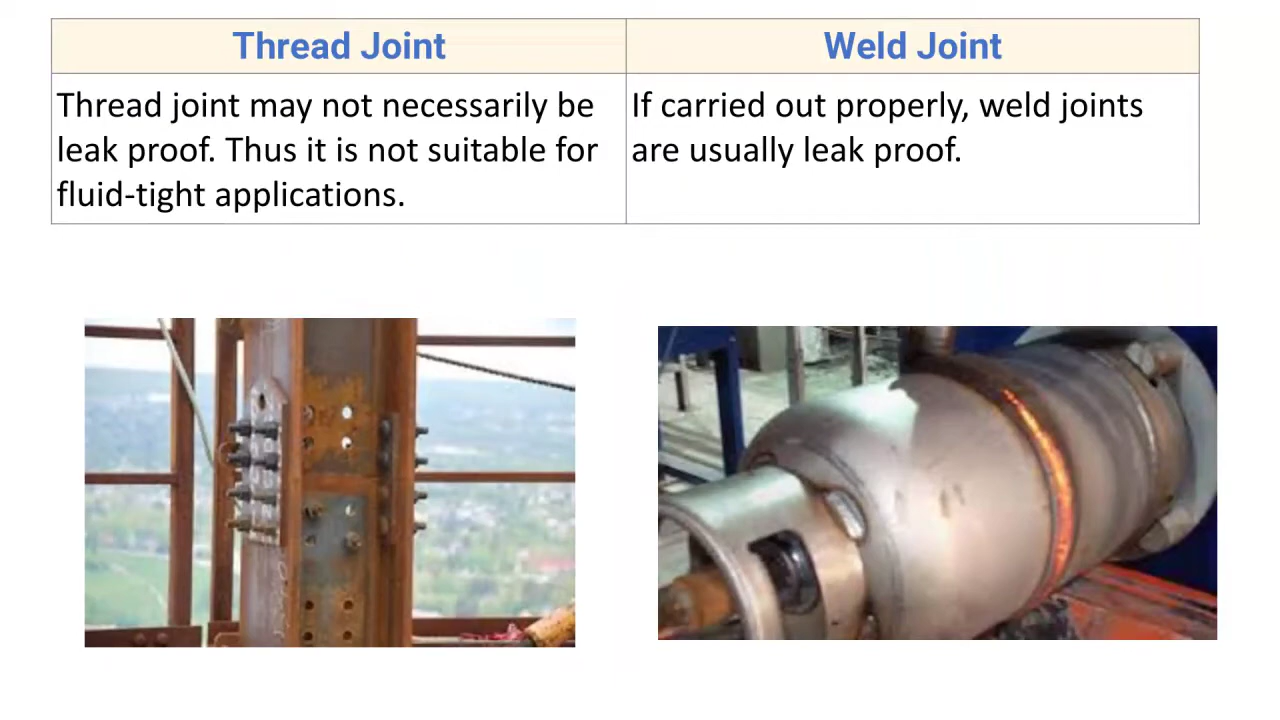 Thread Joint
Weld Joint
Thread joint may not necessarily be
leak proof. Thus it is not suitable for
fluid-tight applications.
If carried out properly, weld joints
are usually leak proof.